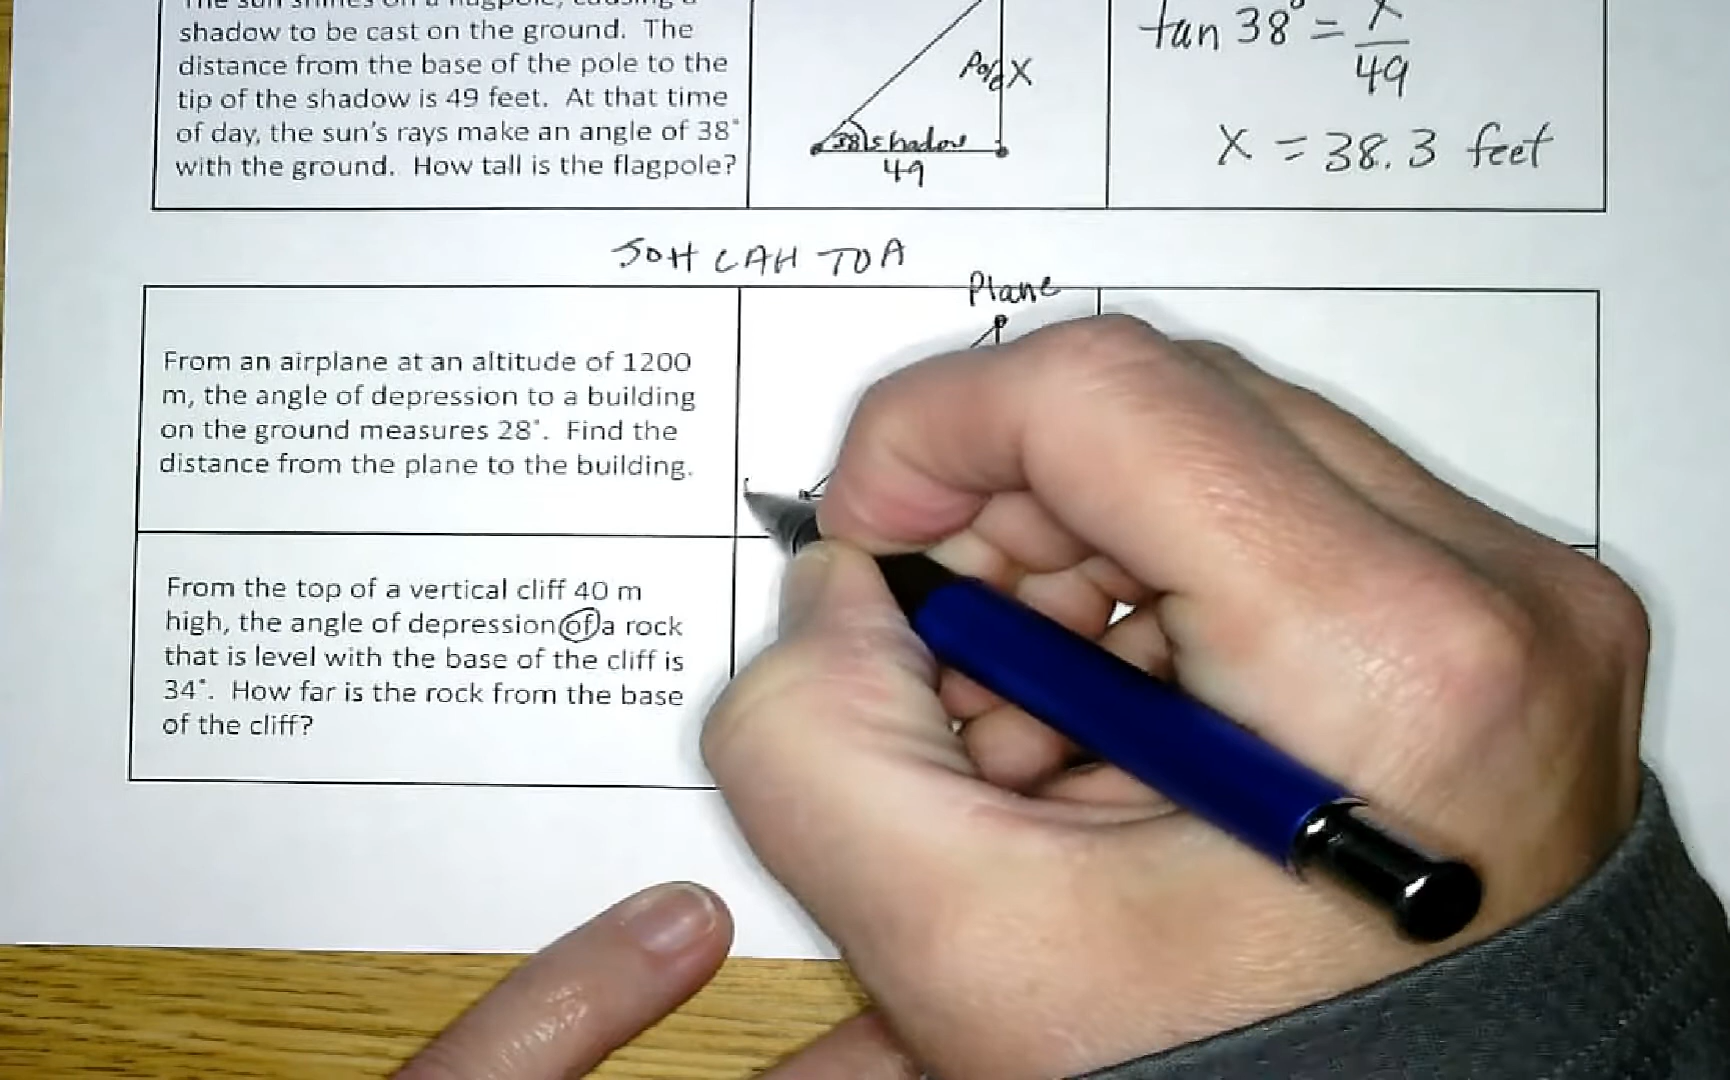 The sun shines on a flagpole, causing a
shadow to be cast on the ground. The
distance from the base of the pole to the
tip of the shadow is 49 feet. At that time
of day, the sun's rays make an angle of 38°
with the ground. How tall is the flagpole?
Pole X
38 shadow
49
tan 38° = X
49
X = 38.3 feet
SOH CAH TOA
Plane
From an airplane at an altitude of 1200
m, the angle of depression to a building
on the ground measures 28°. Find the
distance from the plane to the building.
From the top of a vertical cliff 40 m
high, the angle of depression of a rock
that is level with the base of the cliff is
34°. How far is the rock from the base
of the cliff?